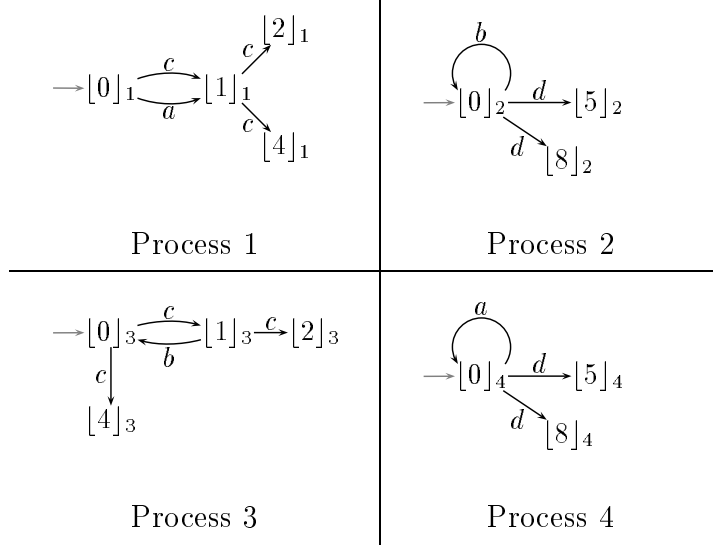 c
⌊2⌋₁
c
⌊0⌋₁ ⌊1⌋₁
a
c
⌊4⌋₁
Process 1
b
⌊0⌋₂ d ⌊5⌋₂
d ⌊8⌋₂
Process 2
c c
⌊0⌋₃ ⌊1⌋₃ ⌊2⌋₃
b
c
⌊4⌋₃
Process 3
a
⌊0⌋₄ d ⌊5⌋₄
d ⌊8⌋₄
Process 4